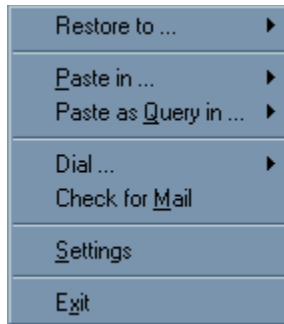 Restore to ...
Paste in ...
Paste as Query in ...
Dial ...
Check for Mail
Settings
Exit